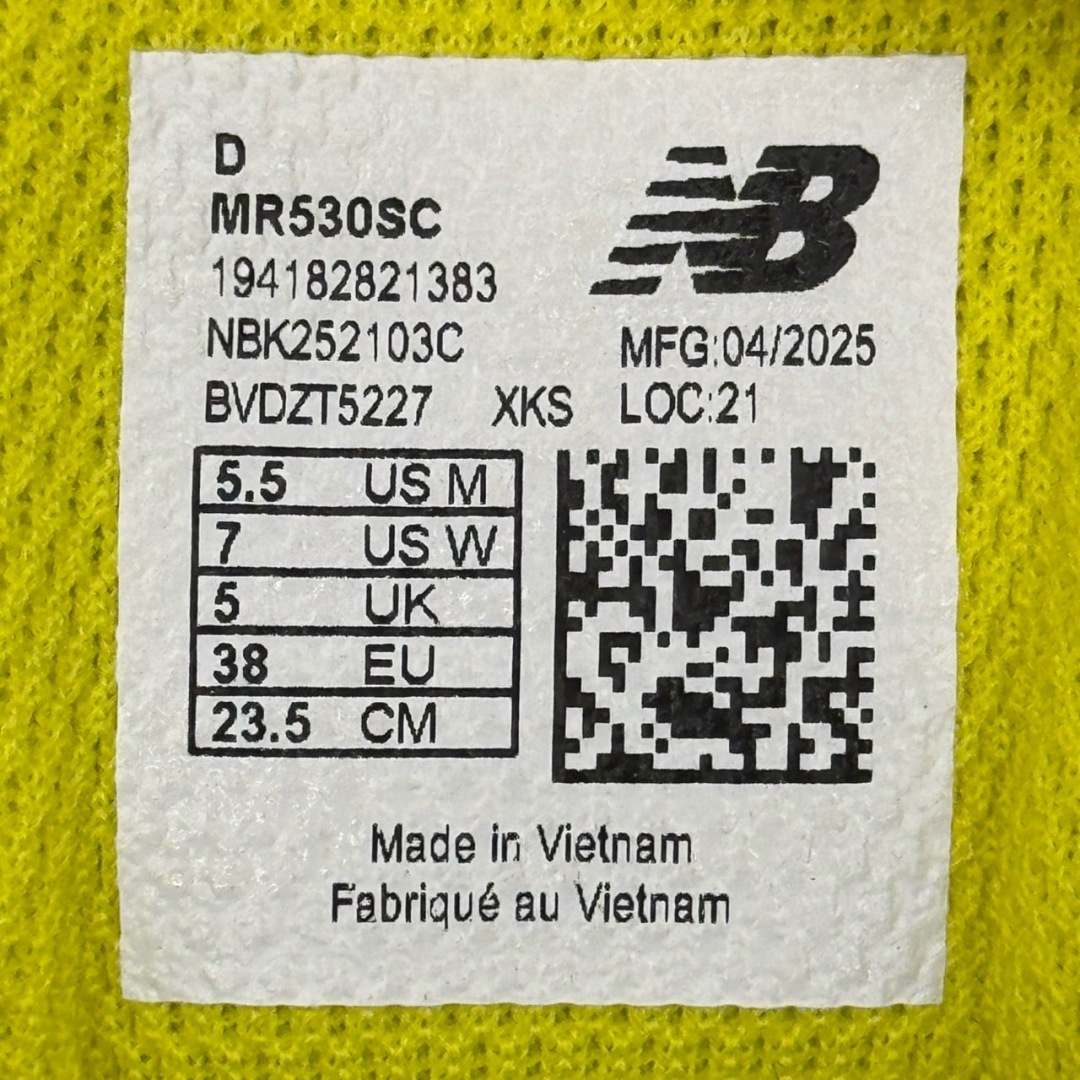 D
MR530SC
194182821383
NB
NBK252103C
MFG:04/2025
BVDZT5227 XKS LOC:21
5.5 US M
7 US W
5 UK
38 EU
23.5 CM
Made in Vietnam
Fabriqué au Vietnam